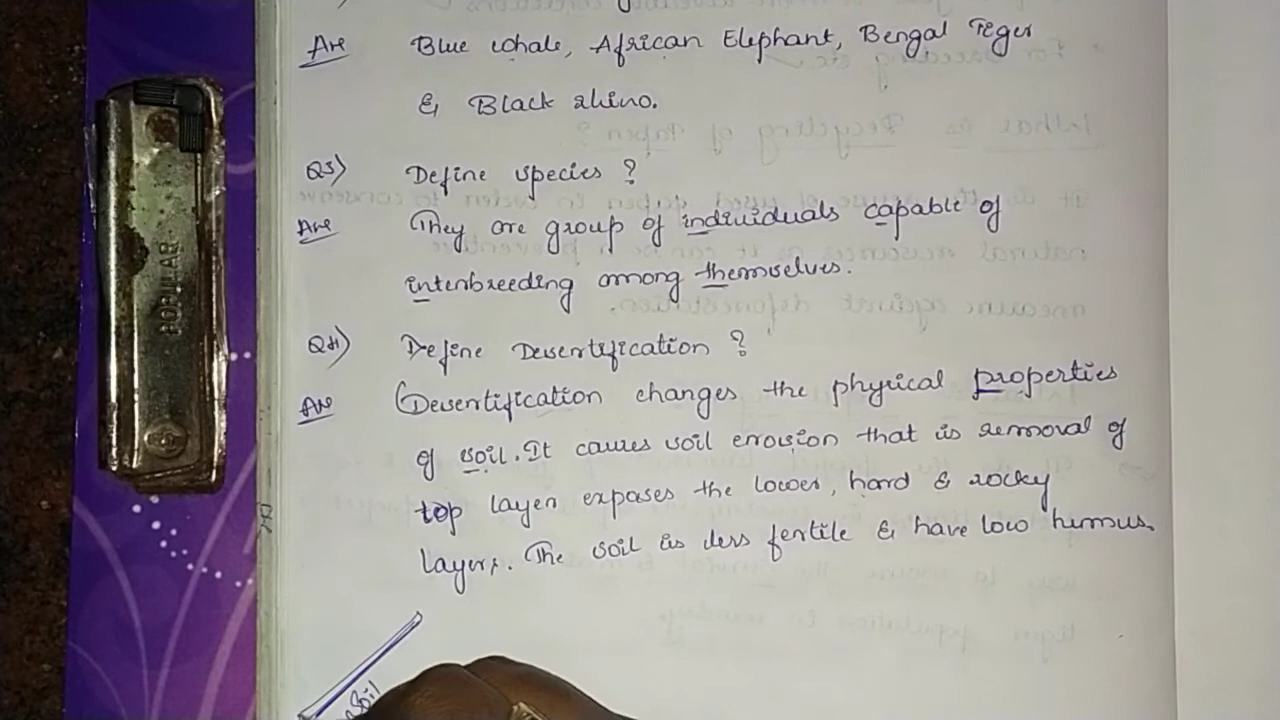 Ans Blue whale, African Elephant, Bengal Tiger
& Black rhino.
Q3) Define species ?
Ans They are group of individuals capable of
interbreeding among themselves.
Q4) Define Desertification ?
Ans Desertification changes the physical properties
of soil. It causes soil erosion that is removal of
top layer exposes the lower, hard & rocky
layers. The soil is less fertile & have low humus.
soil
POPULAR